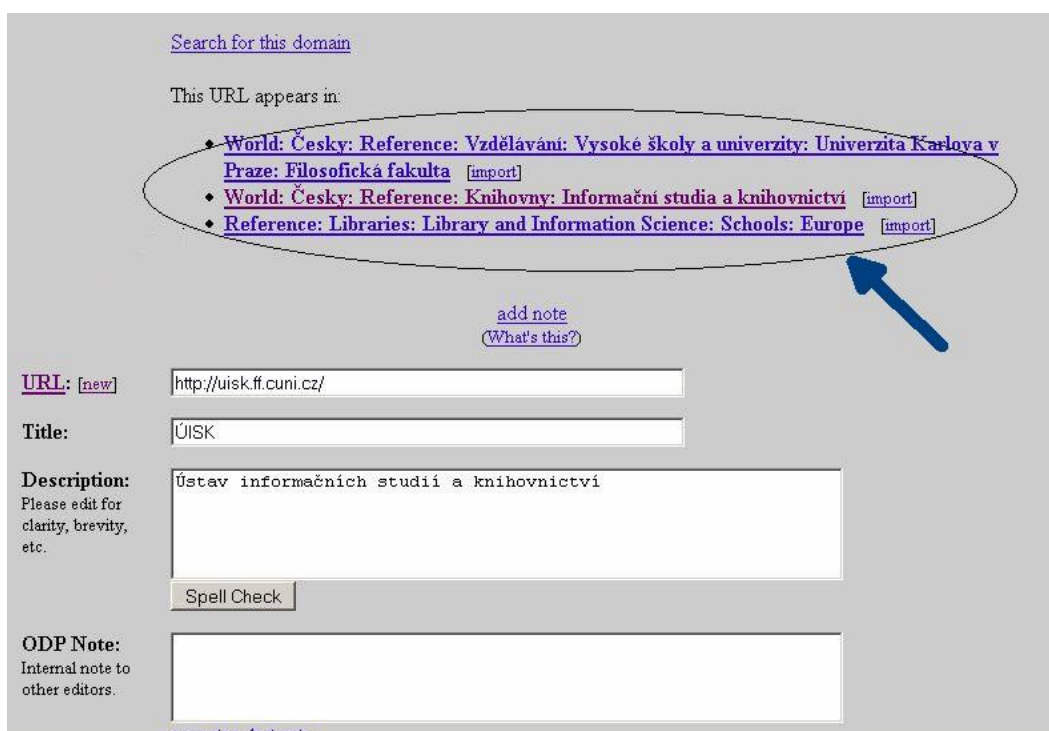 Search for this domain
This URL appears in:
• World: Česky: Reference: Vzdělávání: Vysoké školy a univerzity: Univerzita Karlova v
Praze: Filosofická fakulta [import]
• World: Česky: Reference: Knihovny: Informační studia a knihovnictví [import]
• Reference: Libraries: Library and Information Science: Schools: Europe [import]
add note
(What's this?)
URL: [new] http://uisk.ff.cuni.cz/
Title: ÚISK
Description: Ústav informačních studií a knihovnictví
Please edit for
clarity, brevity,
etc.
Spell Check
ODP Note:
Internal note to
other editors.